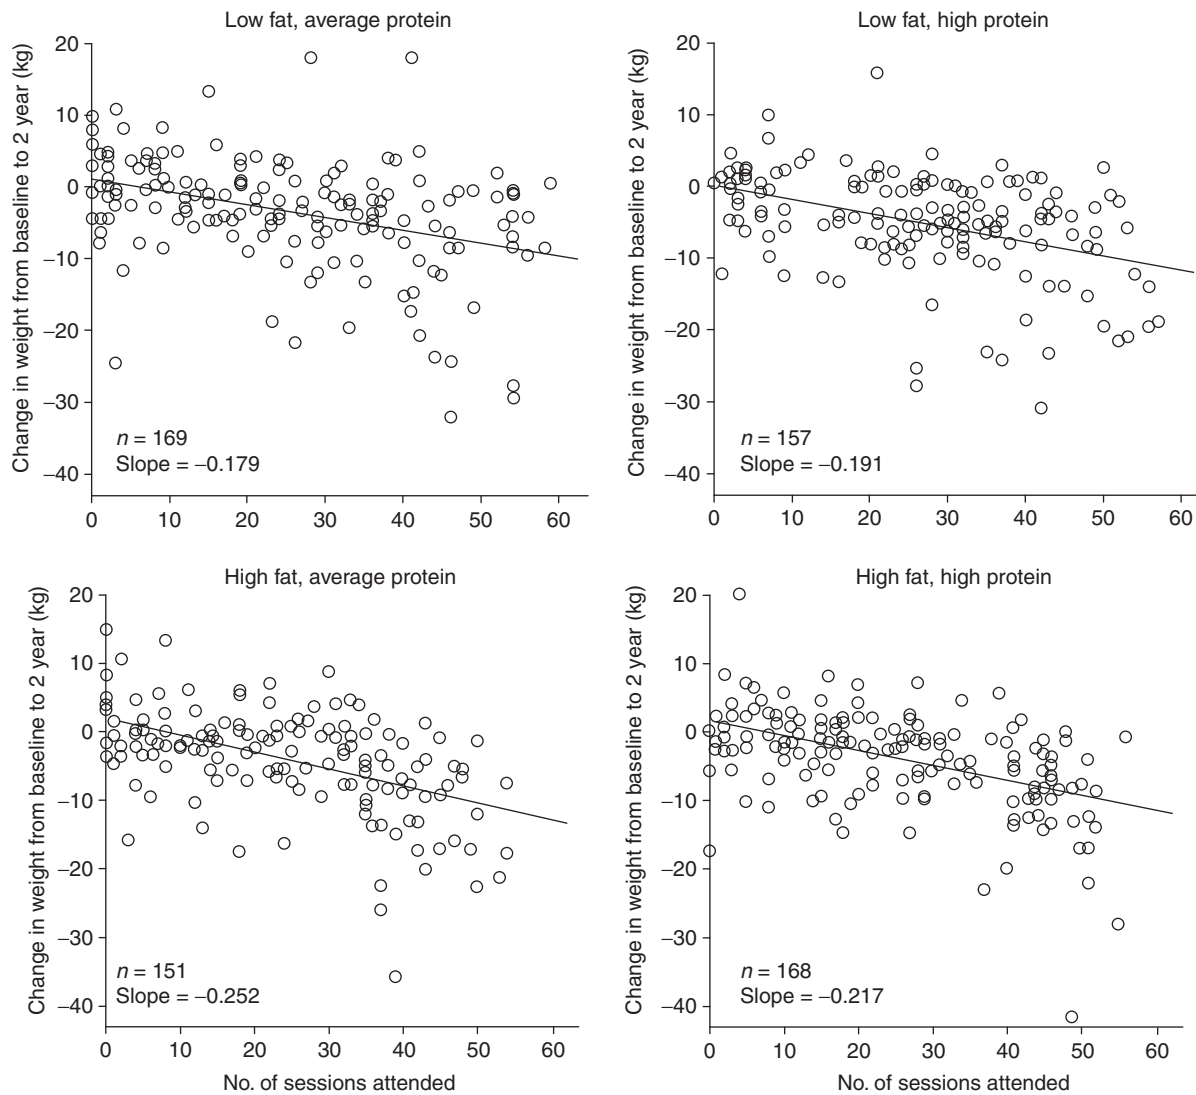 Low fat, average protein
Change in weight from baseline to 2 year (kg)
20
10
0
−10
−20
−30
−40
n = 169
Slope = −0.179
0 10 20 30 40 50 60
Low fat, high protein
Change in weight from baseline to 2 year (kg)
20
10
0
−10
−20
−30
−40
n = 157
Slope = −0.191
0 10 20 30 40 50 60
High fat, average protein
Change in weight from baseline to 2 year (kg)
20
10
0
−10
−20
−30
−40
n = 151
Slope = −0.252
0 10 20 30 40 50 60
No. of sessions attended
High fat, high protein
Change in weight from baseline to 2 year (kg)
20
10
0
−10
−20
−30
−40
n = 168
Slope = −0.217
0 10 20 30 40 50 60
No. of sessions attended